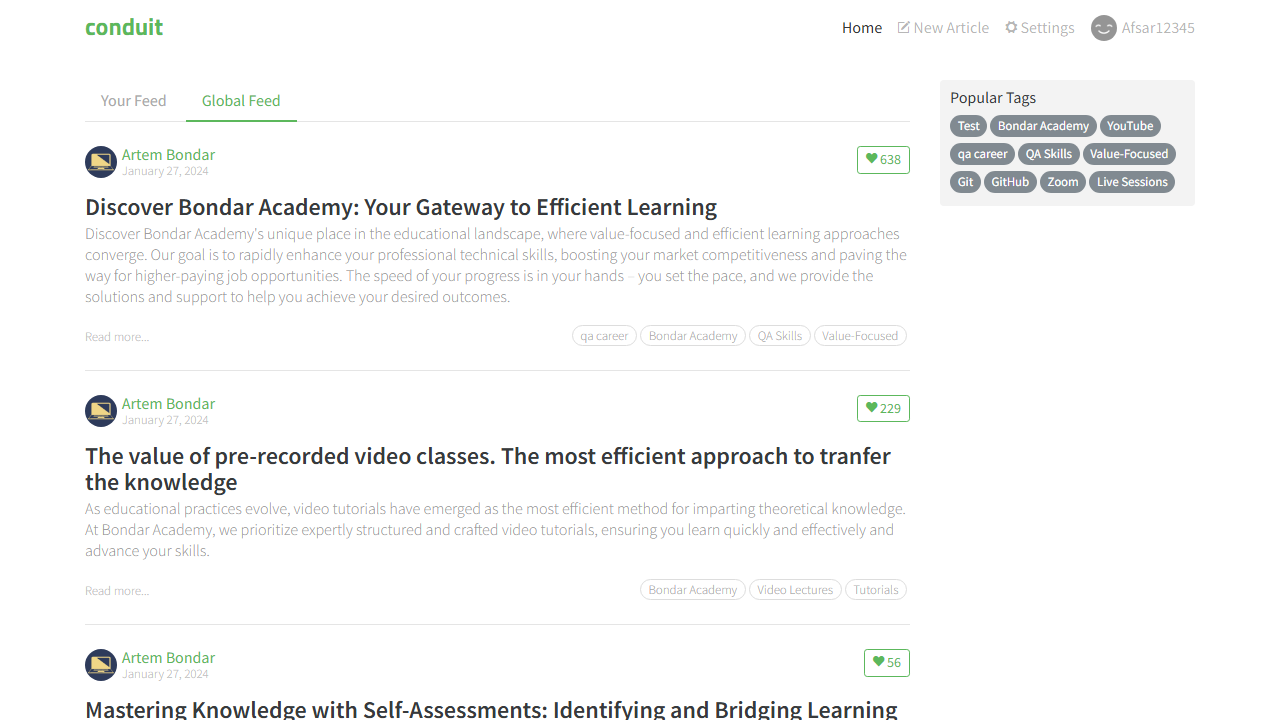 conduit
Home New Article Settings Afsar12345
Your Feed Global Feed
Artem Bondar
January 27, 2024
638
Discover Bondar Academy: Your Gateway to Efficient Learning
Discover Bondar Academy's unique place in the educational landscape, where value-focused and efficient learning approaches
converge. Our goal is to rapidly enhance your professional technical skills, boosting your market competitiveness and paving the
way for higher-paying job opportunities. The speed of your progress is in your hands – you set the pace, and we provide the
solutions and support to help you achieve your desired outcomes.
Read more...
qa career Bondar Academy QA Skills Value-Focused
Artem Bondar
January 27, 2024
229
The value of pre-recorded video classes. The most efficient approach to tranfer
the knowledge
As educational practices evolve, video tutorials have emerged as the most efficient method for imparting theoretical knowledge.
At Bondar Academy, we prioritize expertly structured and crafted video tutorials, ensuring you learn quickly and effectively and
advance your skills.
Read more...
Bondar Academy Video Lectures Tutorials
Artem Bondar
January 27, 2024
56
Mastering Knowledge with Self-Assessments: Identifying and Bridging Learning
Popular Tags
Test Bondar Academy YouTube
qa career QA Skills Value-Focused
Git GitHub Zoom Live Sessions